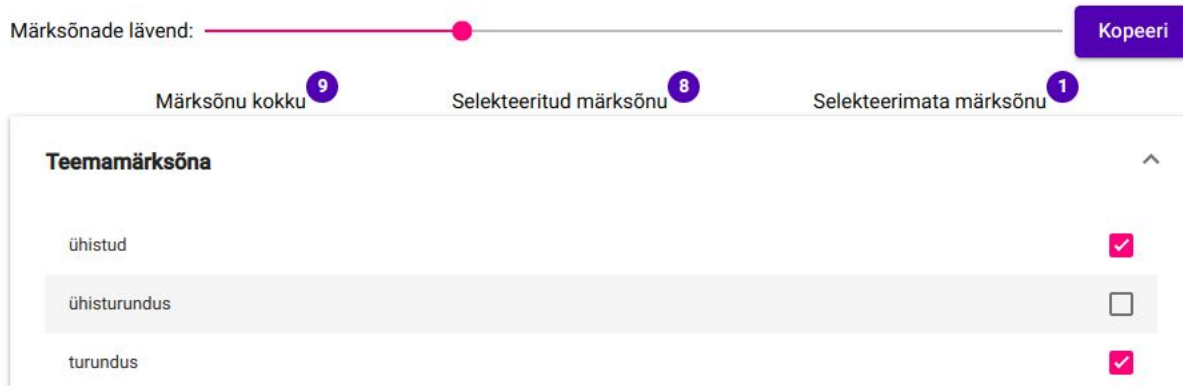 Märksõnade lävend: Kopeeri
Märksõnu kokku 9 Selekteeritud märksõnu 8 Selekteerimata märksõnu 1
Teemamärksõna
ühistud
ühisturundus
turundus